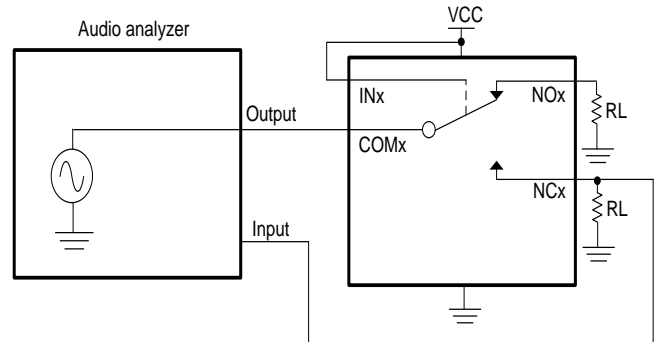 VCC
Audio analyzer
INx
NOx
RL
Output
COMx
NCx
RL
Input